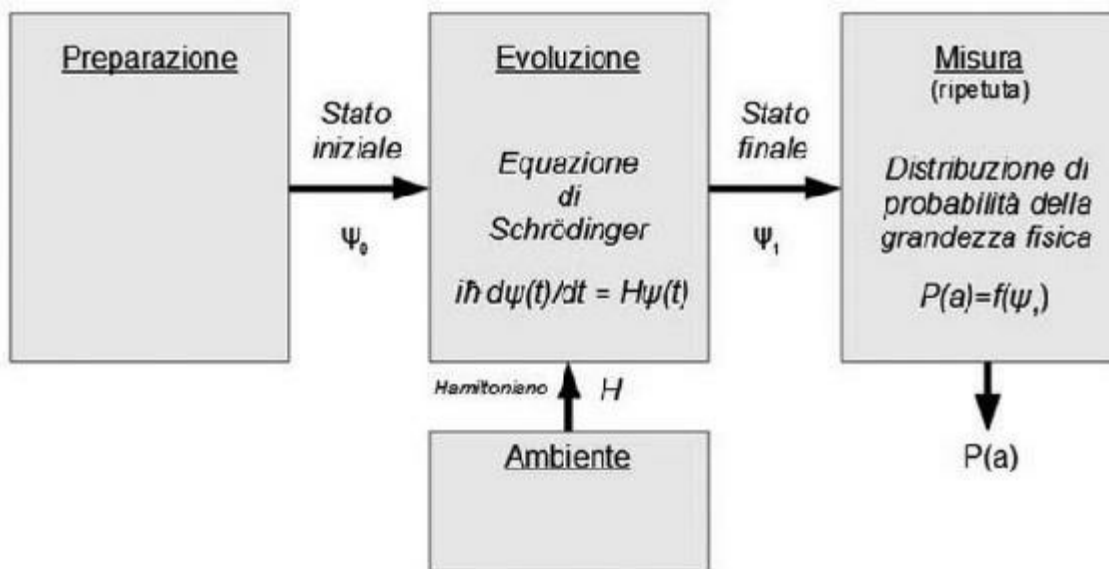 Preparazione
Stato
iniziale
Ψ₀
Evoluzione
Equazione
di
Schrödinger
iħ dψ(t)/dt = Hψ(t)
Stato
finale
Ψ₁
Misura
(ripetuta)
Distribuzione di
probabilità della
grandezza fisica
P(a)=f(ψ₁)
Hamitoniano H
Ambiente
P(a)